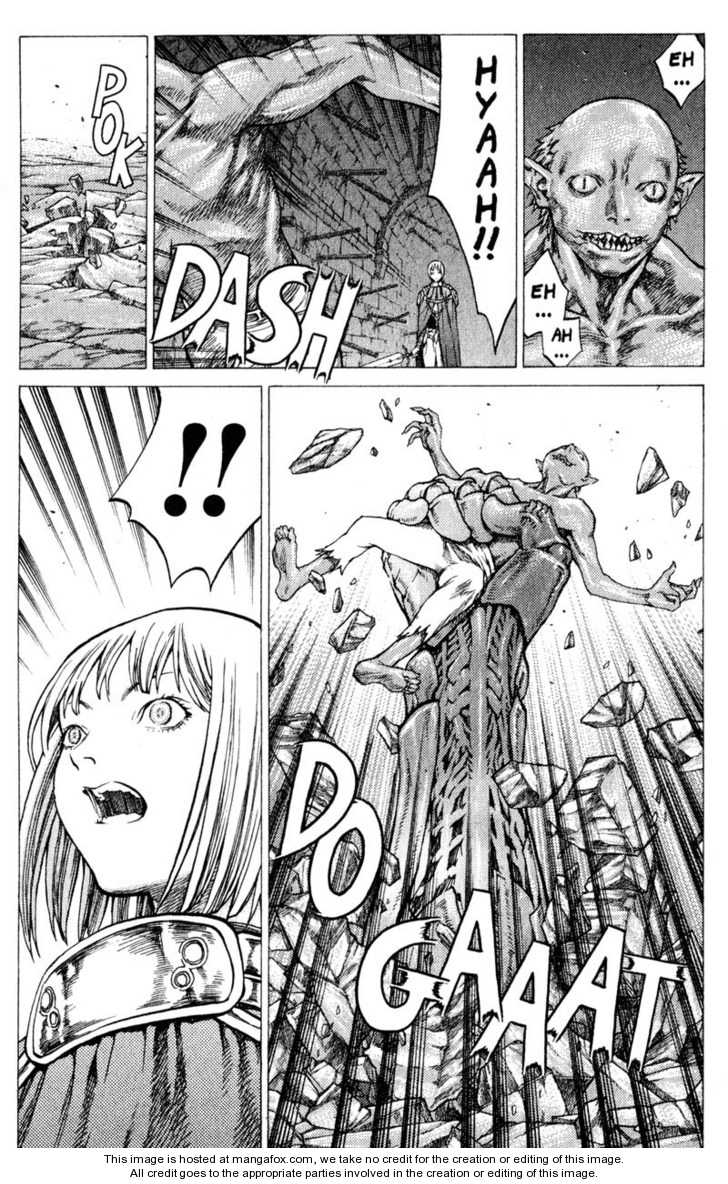 EH
...
EH
...
AH
...
HYAAH!!
DASH
POK
DO
GAAAT
!!
This image is hosted at mangafox.com, we take no credit for the creation or editing of this image.
All credit goes to the appropriate parties involved in the creation or editing of this image.